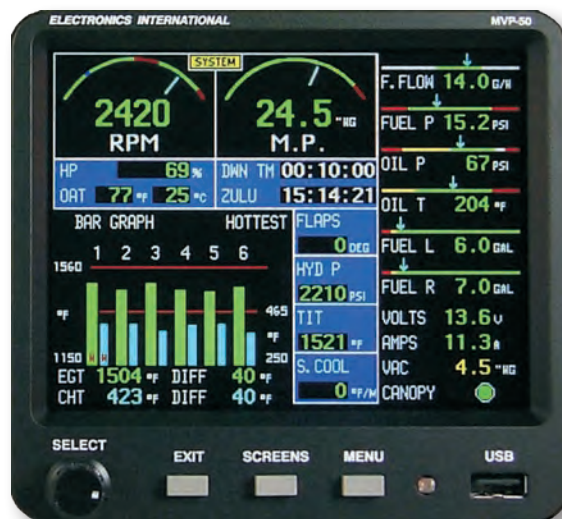 ELECTRONICS INTERNATIONAL MVP-50
SYSTEM
2420
RPM
24.5"HG
M.P.
HP 69 %
OAT 77 °F 25 °C
DWN TM 00:10:00
ZULU 15:14:21
BAR GRAPH HOTTEST
1 2 3 4 5 6
1560
°F 465
°F
1150 H H 250
EGT 1504 °F DIFF 40 °F
CHT 423 °F DIFF 40 °F
FLAPS
0 DEG
HYD P
2210 PSI
TIT
1521 °F
S. COOL
0 °F/M
F.FLOW 14.0 G/H
FUEL P 15.2 PSI
OIL P 67 PSI
OIL T 204 °F
FUEL L 6.0 GAL
FUEL R 7.0 GAL
VOLTS 13.6 V
AMPS 11.3 A
VAC 4.5 "HG
CANOPY
SELECT EXIT SCREENS MENU USB